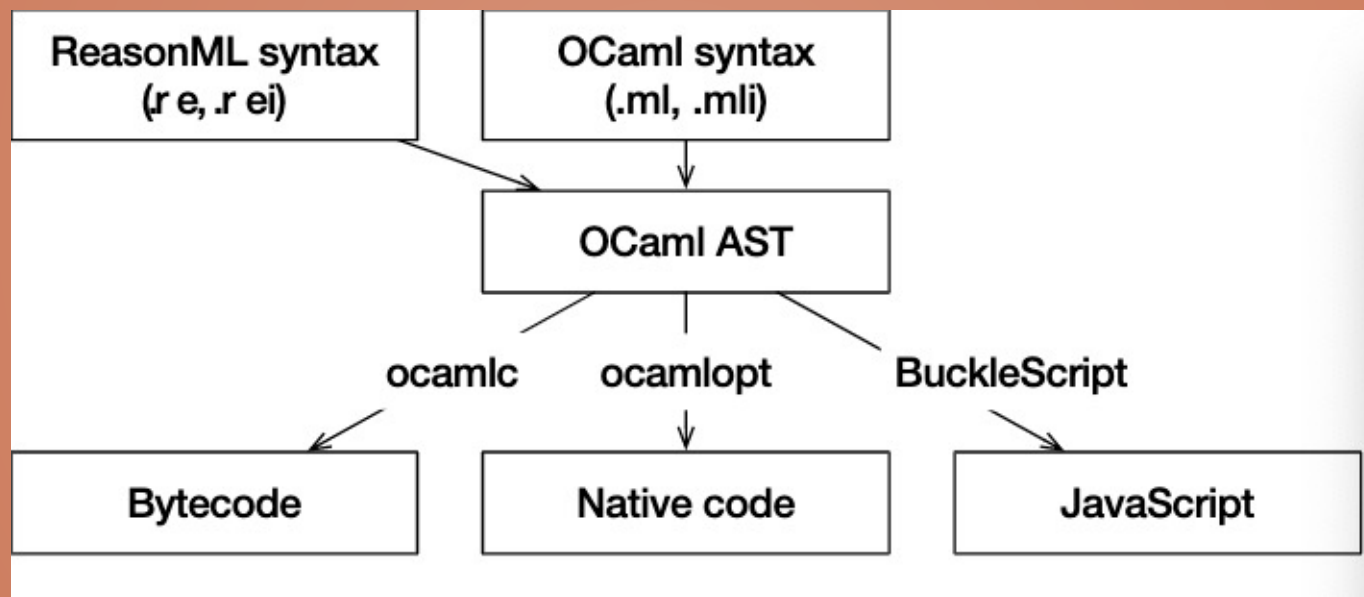 ReasonML syntax
(.r e, .r ei)
OCaml syntax
(.ml, .mli)
OCaml AST
ocamlc
ocamlopt
BuckleScript
Bytecode
Native code
JavaScript